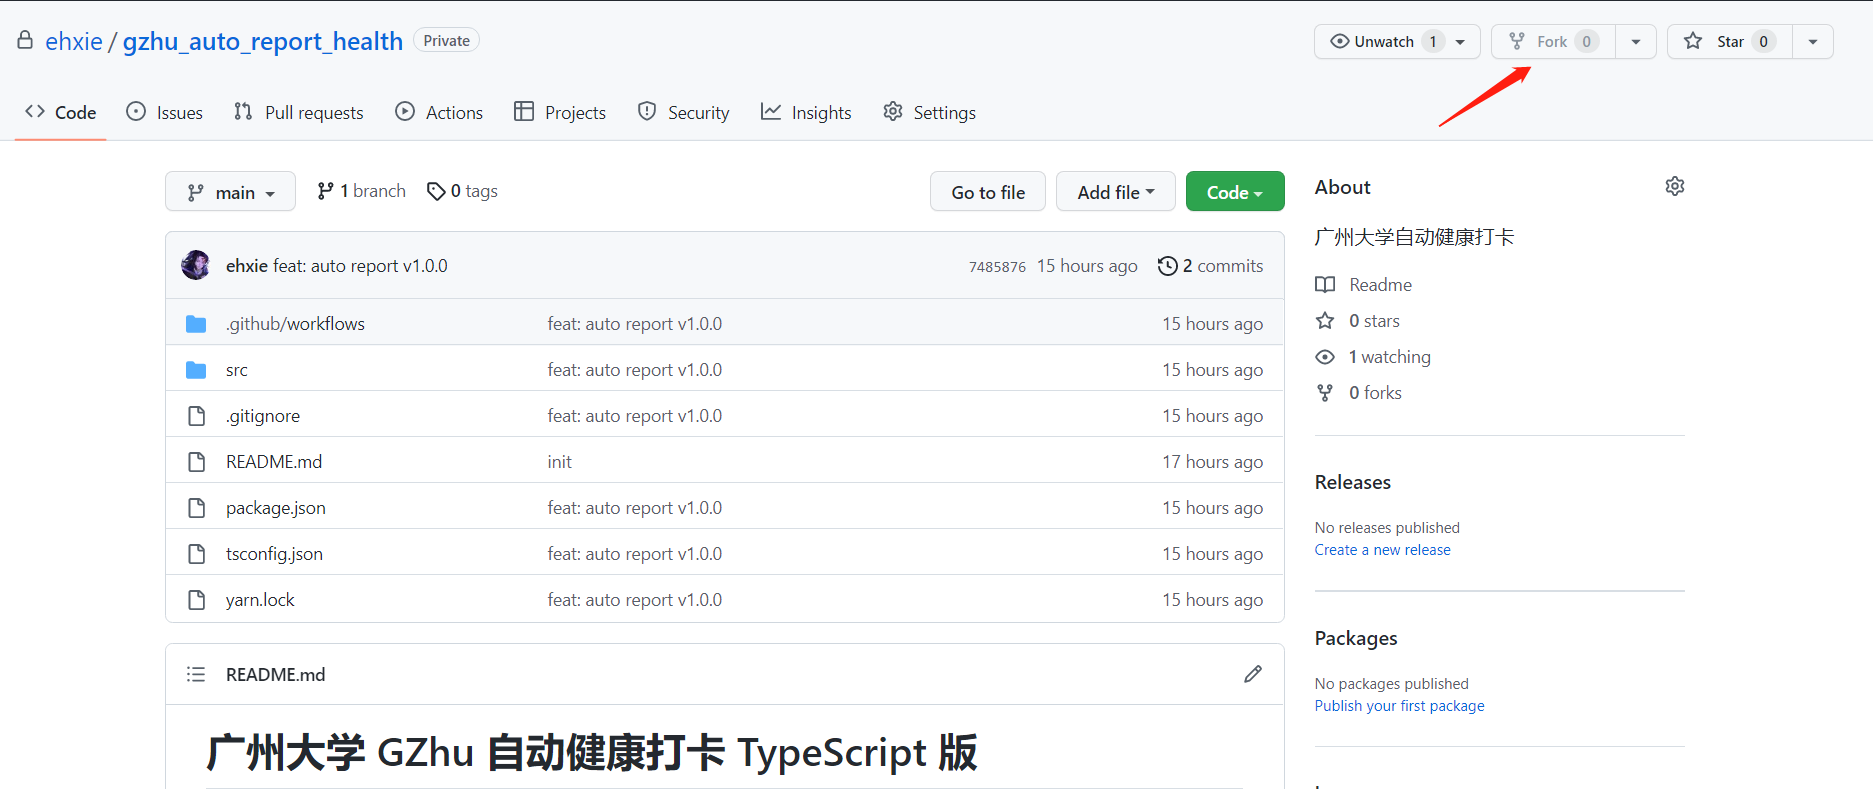 ehxie / gzhu_auto_report_health Private
Unwatch 1 Fork 0 Star 0
Code Issues Pull requests Actions Projects Security Insights Settings
main 1 branch 0 tags Go to file Add file Code
ehxie feat: auto report v1.0.0 7485876 15 hours ago 2 commits
.github/workflows feat: auto report v1.0.0 15 hours ago
src feat: auto report v1.0.0 15 hours ago
.gitignore feat: auto report v1.0.0 15 hours ago
README.md init 17 hours ago
package.json feat: auto report v1.0.0 15 hours ago
tsconfig.json feat: auto report v1.0.0 15 hours ago
yarn.lock feat: auto report v1.0.0 15 hours ago
README.md
广州大学 GZhu 自动健康打卡 TypeScript 版
About
广州大学自动健康打卡
Readme
0 stars
1 watching
0 forks
Releases
No releases published
Create a new release
Packages
No packages published
Publish your first package